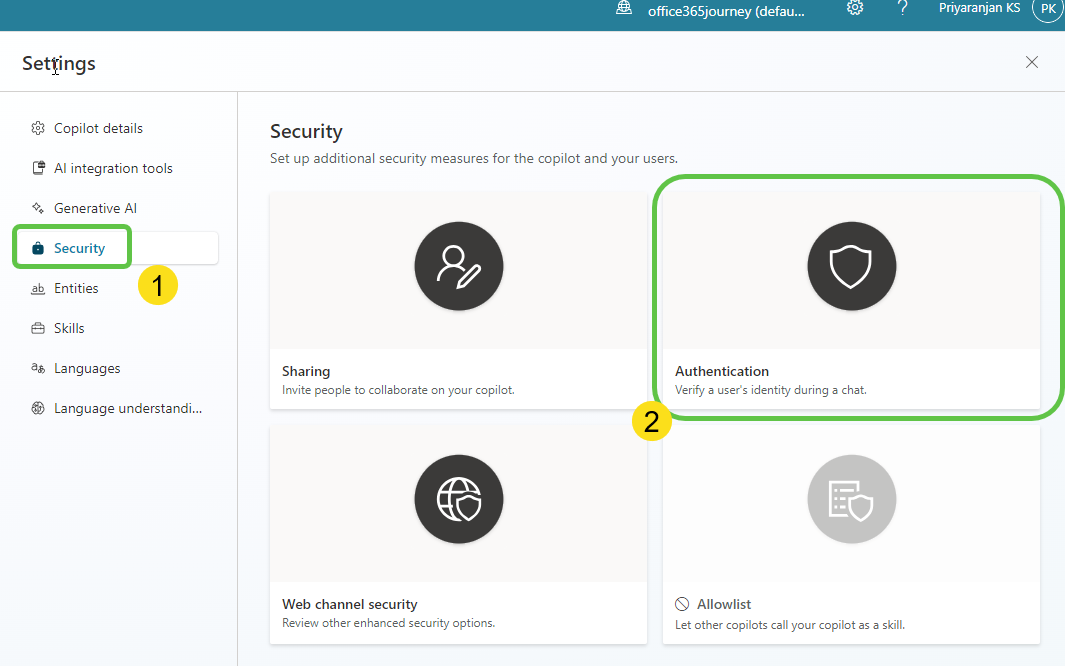 office365journey (defau...
?
Priyaranjan KS
PK
Settings
Copilot details
AI integration tools
Generative AI
Security
1
ab Entities
Skills
Languages
Language understandi...
Security
Set up additional security measures for the copilot and your users.
Sharing
Invite people to collaborate on your copilot.
Authentication
Verify a user's identity during a chat.
2
Web channel security
Review other enhanced security options.
Allowlist
Let other copilots call your copilot as a skill.